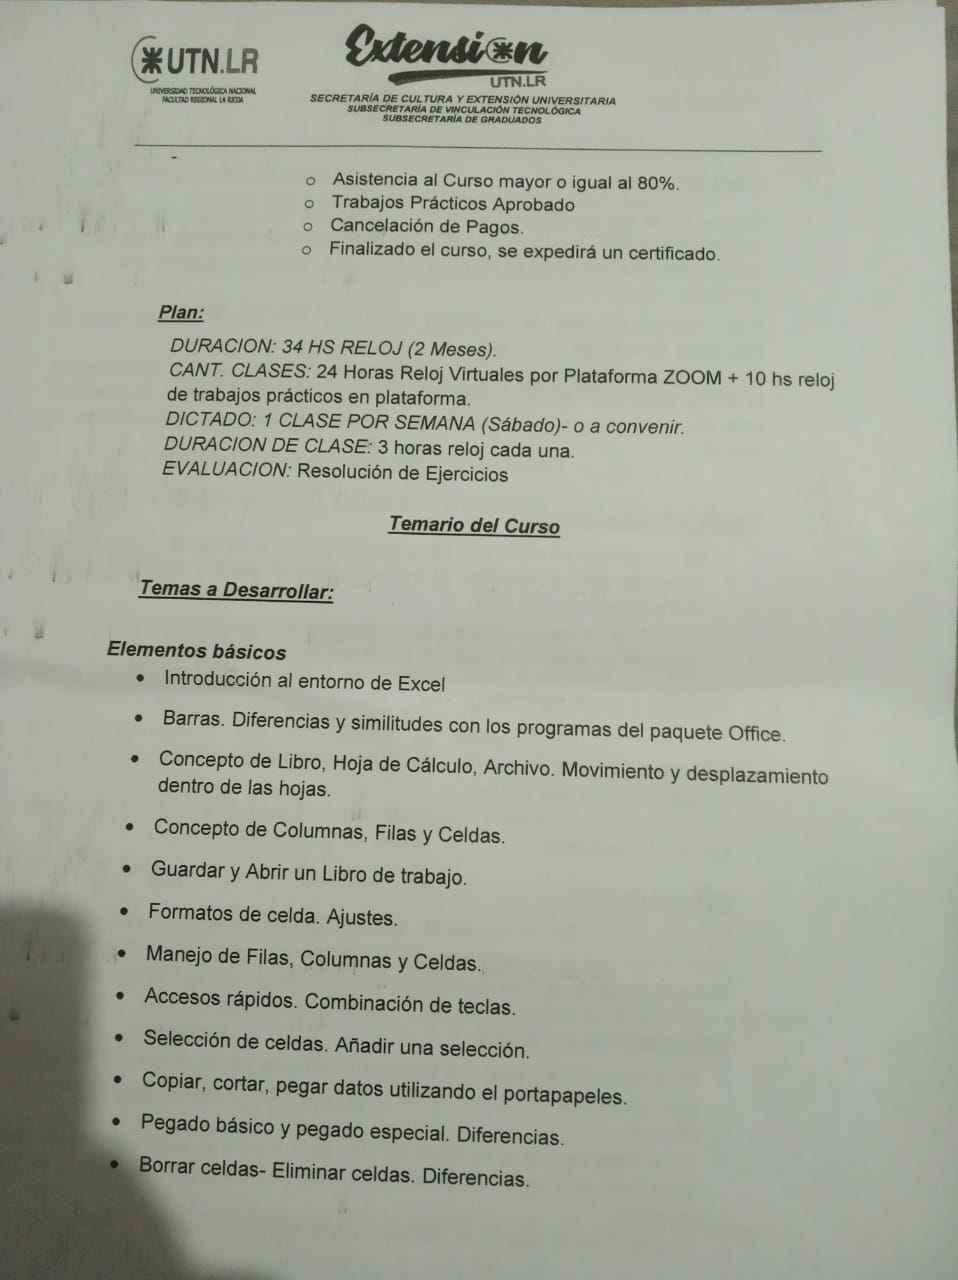 UTN.LR
UNIVERSIDAD TECNOLÓGICA NACIONAL
FACULTAD REGIONAL LA RIOJA
Extensión
UTN.LR
SECRETARÍA DE CULTURA Y EXTENSIÓN UNIVERSITARIA
SUBSECRETARÍA DE VINCULACIÓN TECNOLÓGICA
SUBSECRETARÍA DE GRADUADOS
-
o Asistencia al Curso mayor o igual al 80%.
o Trabajos Prácticos Aprobado
o Cancelación de Pagos.
o Finalizado el curso, se expedirá un certificado.
Plan:
DURACION: 34 HS RELOJ (2 Meses).
CANT. CLASES: 24 Horas Reloj Virtuales por Plataforma ZOOM + 10 hs reloj
de trabajos prácticos en plataforma.
DICTADO: 1 CLASE POR SEMANA (Sábado)- o a convenir.
DURACION DE CLASE: 3 horas reloj cada una.
EVALUACION: Resolución de Ejercicios
Temario del Curso
Temas a Desarrollar:
Elementos básicos
• Introducción al entorno de Excel
• Barras. Diferencias y similitudes con los programas del paquete Office.
• Concepto de Libro, Hoja de Cálculo, Archivo. Movimiento y desplazamiento
dentro de las hojas.
• Concepto de Columnas, Filas y Celdas.
• Guardar y Abrir un Libro de trabajo.
• Formatos de celda. Ajustes.
• Manejo de Filas, Columnas y Celdas.
• Accesos rápidos. Combinación de teclas.
• Selección de celdas. Añadir una selección.
• Copiar, cortar, pegar datos utilizando el portapapeles.
• Pegado básico y pegado especial. Diferencias.
• Borrar celdas- Eliminar celdas. Diferencias.